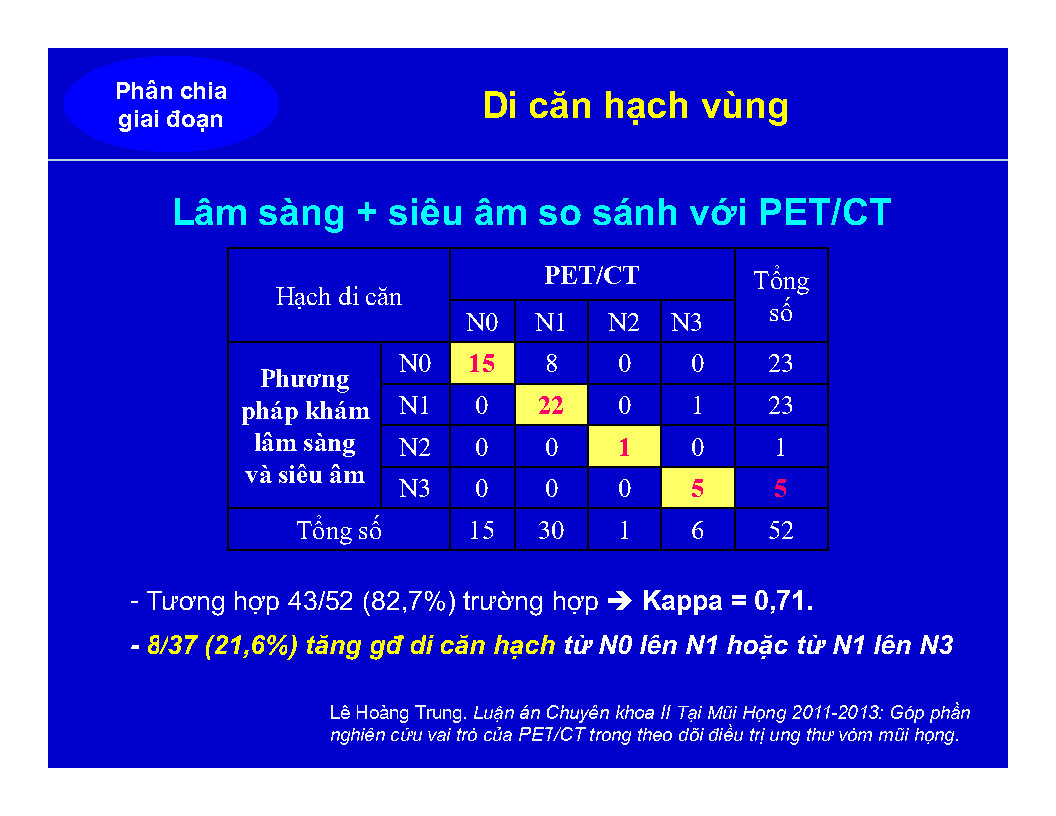 Phân chia
giai đoạn
Di căn hạch vùng
Lâm sàng + siêu âm so sánh với PET/CT
Hạch di căn
PET/CT
Tổng
số
N0 N1 N2 N3
Phương
pháp khám
lâm sàng
và siêu âm
N0 15 8 0 0 23
N1 0 22 0 1 23
N2 0 0 1 0 1
N3 0 0 0 5 5
Tổng số 15 30 1 6 52
- Tương hợp 43/52 (82,7%) trường hợp ➔ Kappa = 0,71.
- 8/37 (21,6%) tăng gđ di căn hạch từ N0 lên N1 hoặc từ N1 lên N3
Lê Hoàng Trung. Luận án Chuyên khoa II Tại Mũi Họng 2011-2013: Góp phần
nghiên cứu vai trò của PET/CT trong theo dõi điều trị ung thư vòm mũi họng.